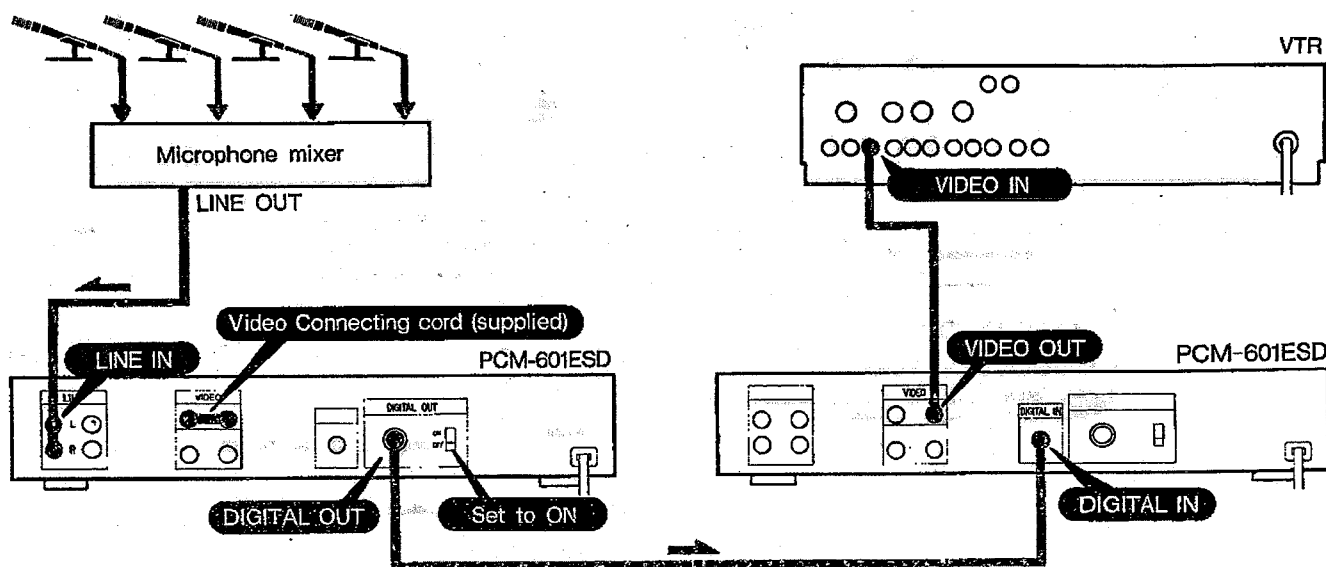 VTR
Microphone mixer
VIDEO IN
LINE OUT
Video Connecting cord (supplied)
LINE IN
PCM-601ESD
VIDEO OUT
PCM-601ESD
VIDEO
DIGITAL OUT
L
R
ON
OFF
VIDEO
DIGITAL IN
DIGITAL OUT
Set to ON
DIGITAL IN